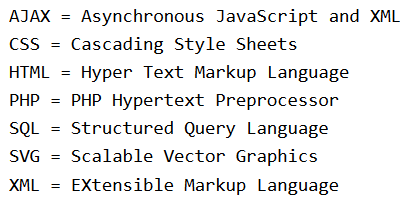 AJAX = Asynchronous JavaScript and XML
CSS = Cascading Style Sheets
HTML = Hyper Text Markup Language
PHP = PHP Hypertext Preprocessor
SQL = Structured Query Language
SVG = Scalable Vector Graphics
XML = EXtensible Markup Language